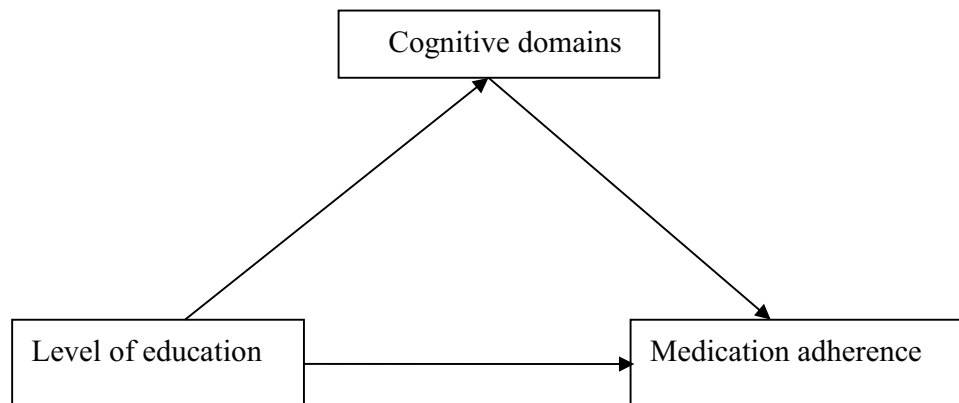 Cognitive domains
Level of education
Medication adherence